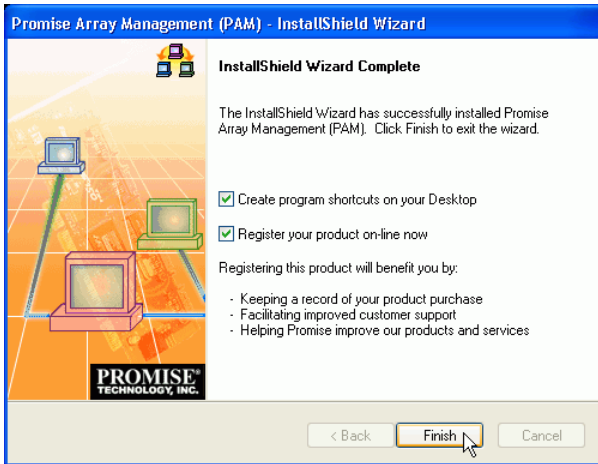 Promise Array Management (PAM) - InstallShield Wizard
InstallShield Wizard Complete
The InstallShield Wizard has successfully installed Promise
Array Management (PAM). Click Finish to exit the wizard.
Create program shortcuts on your Desktop
Register your product on-line now
Registering this product will benefit you by:
- Keeping a record of your product purchase
- Facilitating improved customer support
- Helping Promise improve our products and services
PROMISE®
TECHNOLOGY, INC.
< Back
Finish
Cancel